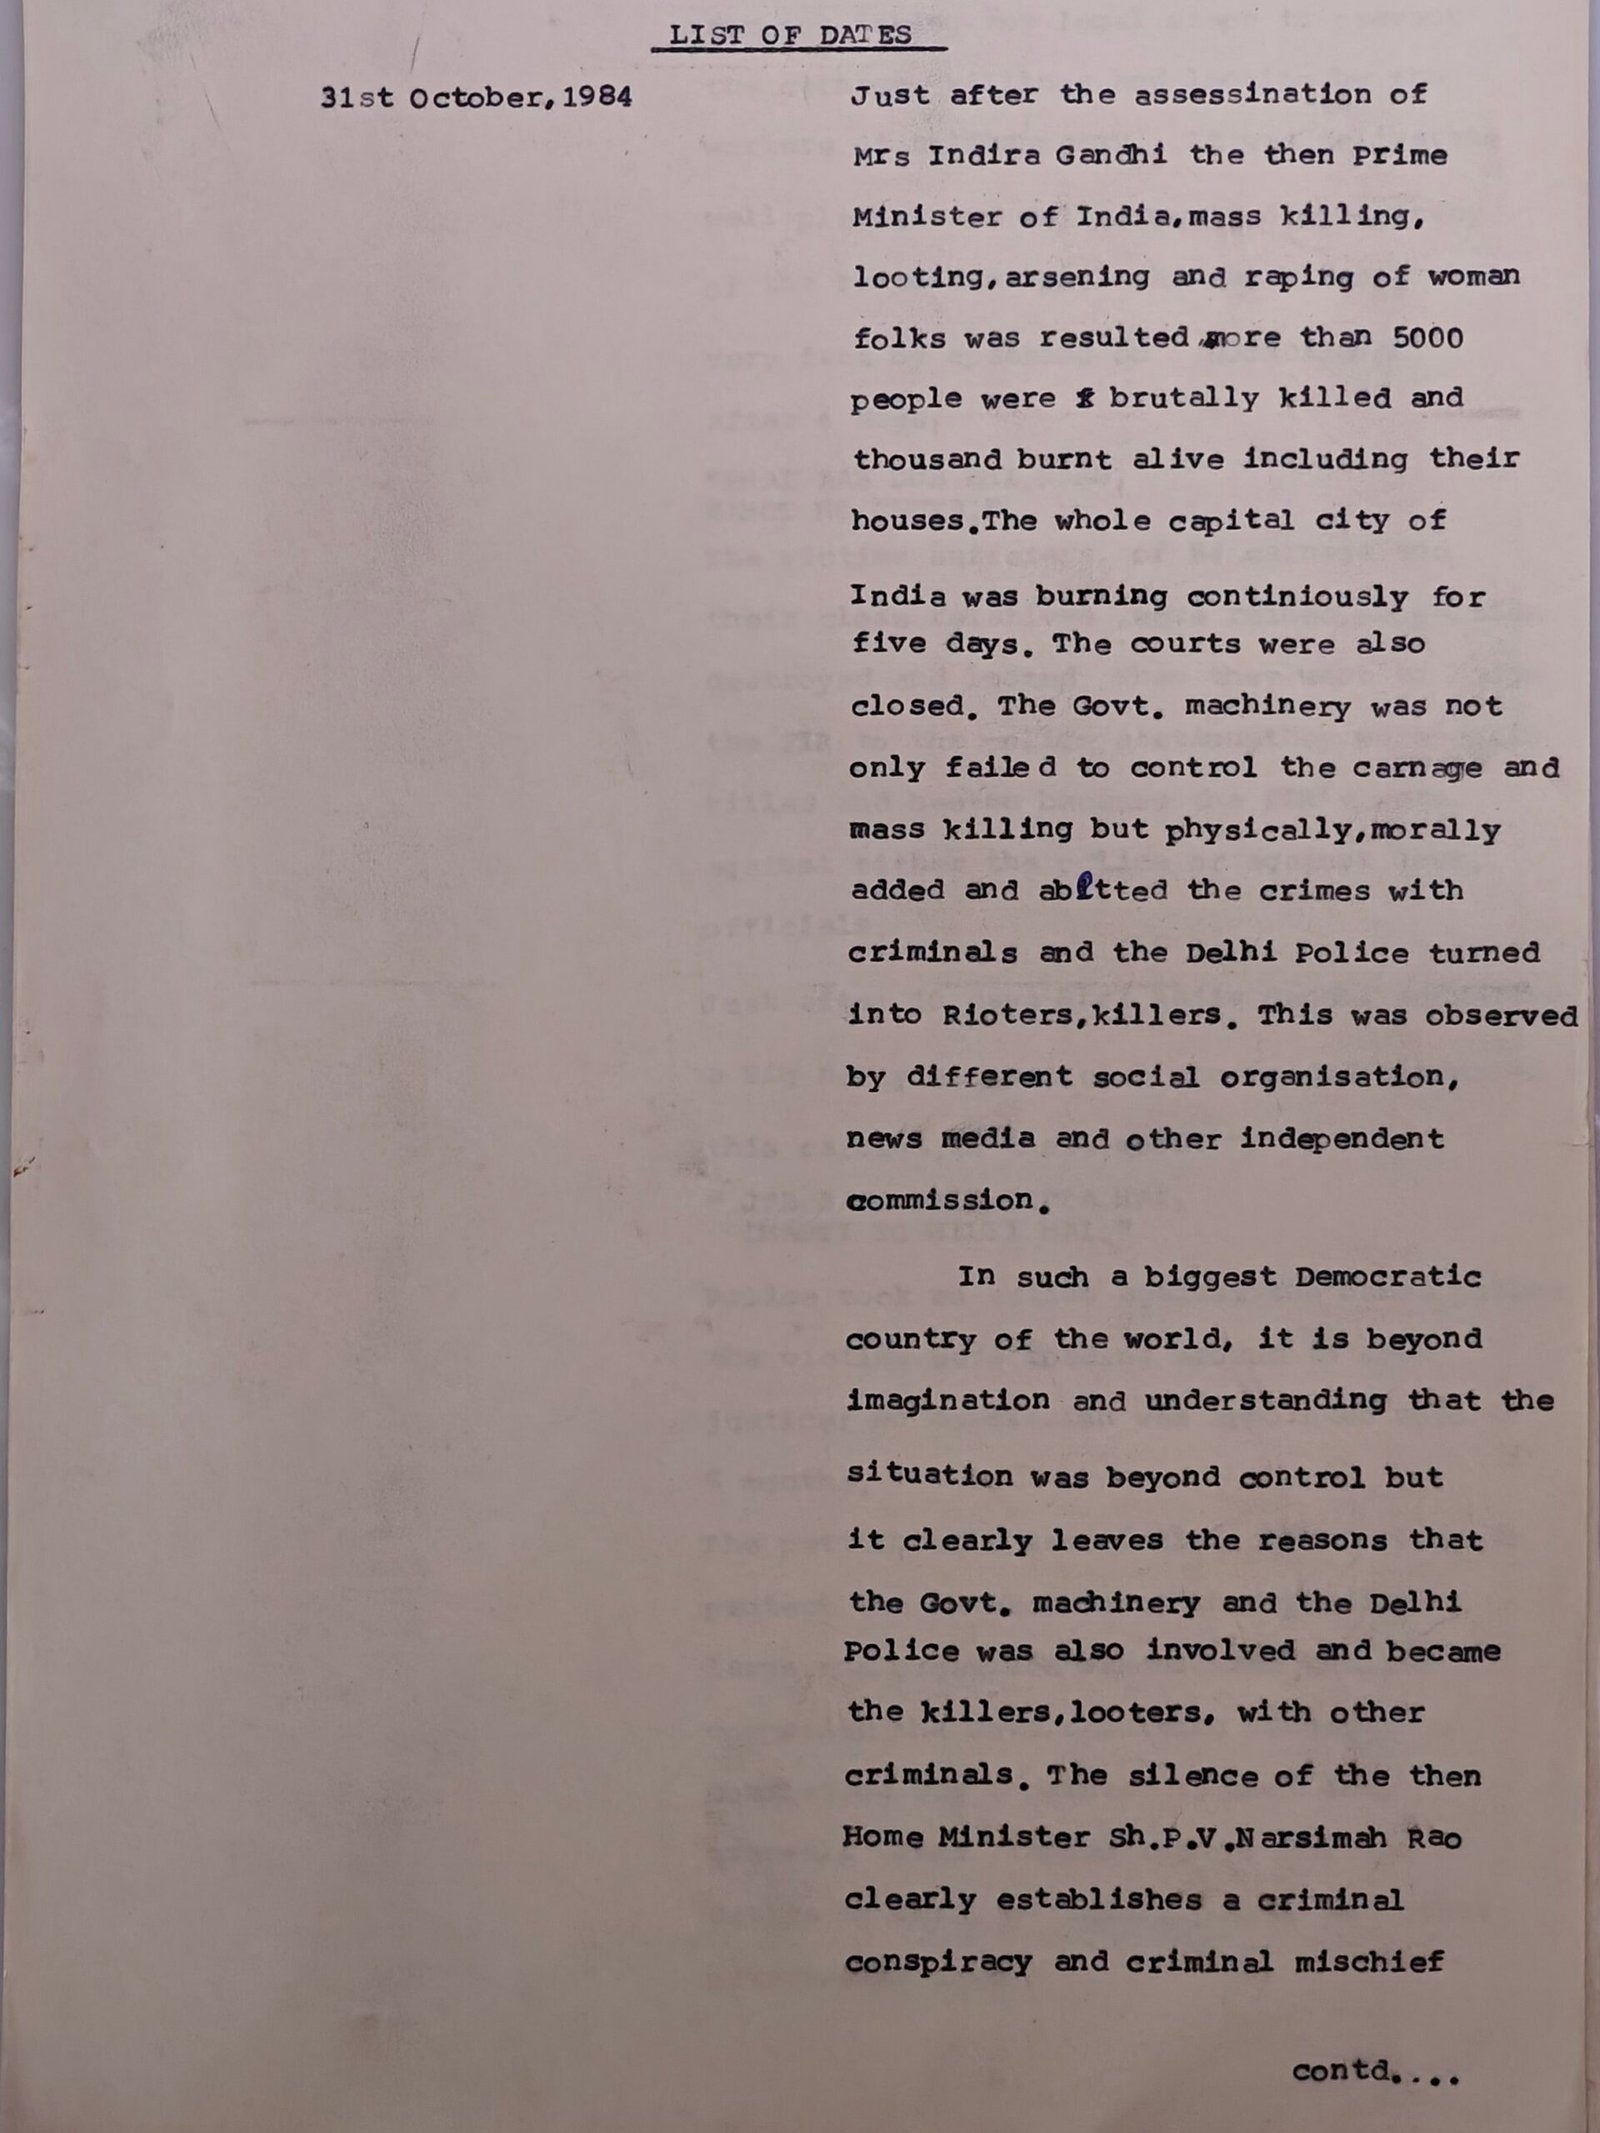 LIST OF DATES
31st October,1984
Just after the assessination of
Mrs Indira Gandhi the then Prime
Minister of India,mass killing,
looting,arsening and raping of woman
folks was resulted more than 5000
people were brutally killed and
thousand burnt alive including their
houses.The whole capital city of
India was burning continiously for
five days. The courts were also
closed. The Govt. machinery was not
only failed to control the carnage and
mass killing but physically,morally
added and abetted the crimes with
criminals and the Delhi Police turned
into Rioters,killers. This was observed
by different social organisation,
news media and other independent
commission.
In such a biggest Democratic
country of the world, it is beyond
imagination and understanding that the
situation was beyond control but
it clearly leaves the reasons that
the Govt. machinery and the Delhi
Police was also involved and became
the killers,looters, with other
criminals. The silence of the then
Home Minister Sh.P.V.Narsimah Rao
clearly establishes a criminal
conspiracy and criminal mischief
contd....